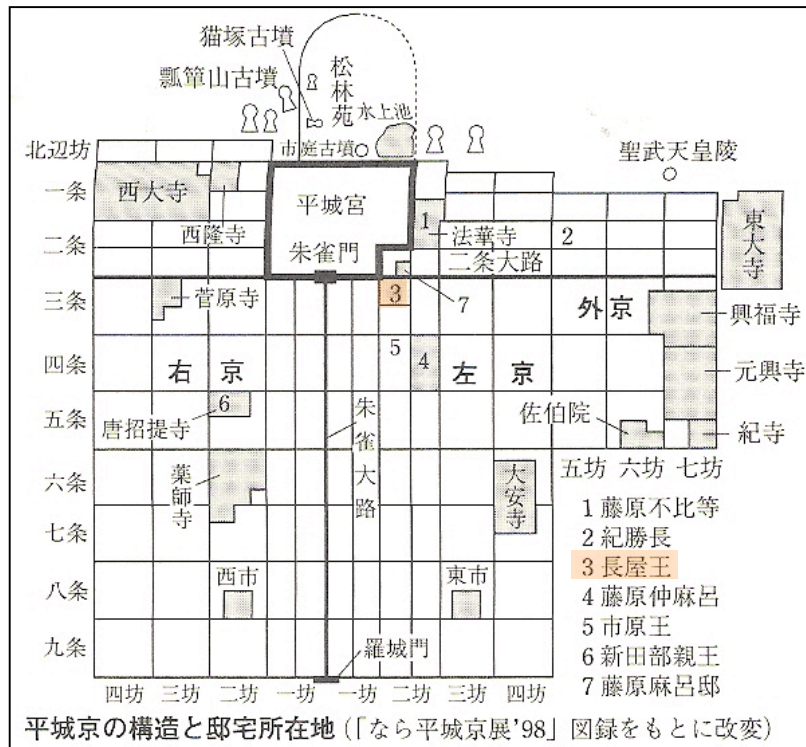 猫塚古墳
瓢簞山古墳
松林苑
水上池
市庭古墳
聖武天皇陵
北辺坊
一条
二条
三条
四条
五条
六条
七条
八条
九条
西大寺
西隆寺
平城宮
朱雀門
1
法華寺
2
二条大路
東大寺
菅原寺
3
7
外京
興福寺
5
4
右京
左京
元興寺
6
唐招提寺
朱雀大路
佐伯院
紀寺
薬師寺
大安寺
五坊 六坊 七坊
西市
東市
羅城門
四坊 三坊 二坊 一坊 一坊 二坊 三坊 四坊
1 藤原不比等
2 紀勝長
3 長屋王
4 藤原仲麻呂
5 市原王
6 新田部親王
7 藤原麻呂邸
平城京の構造と邸宅所在地(「なら平城京展'98」図録をもとに改変)